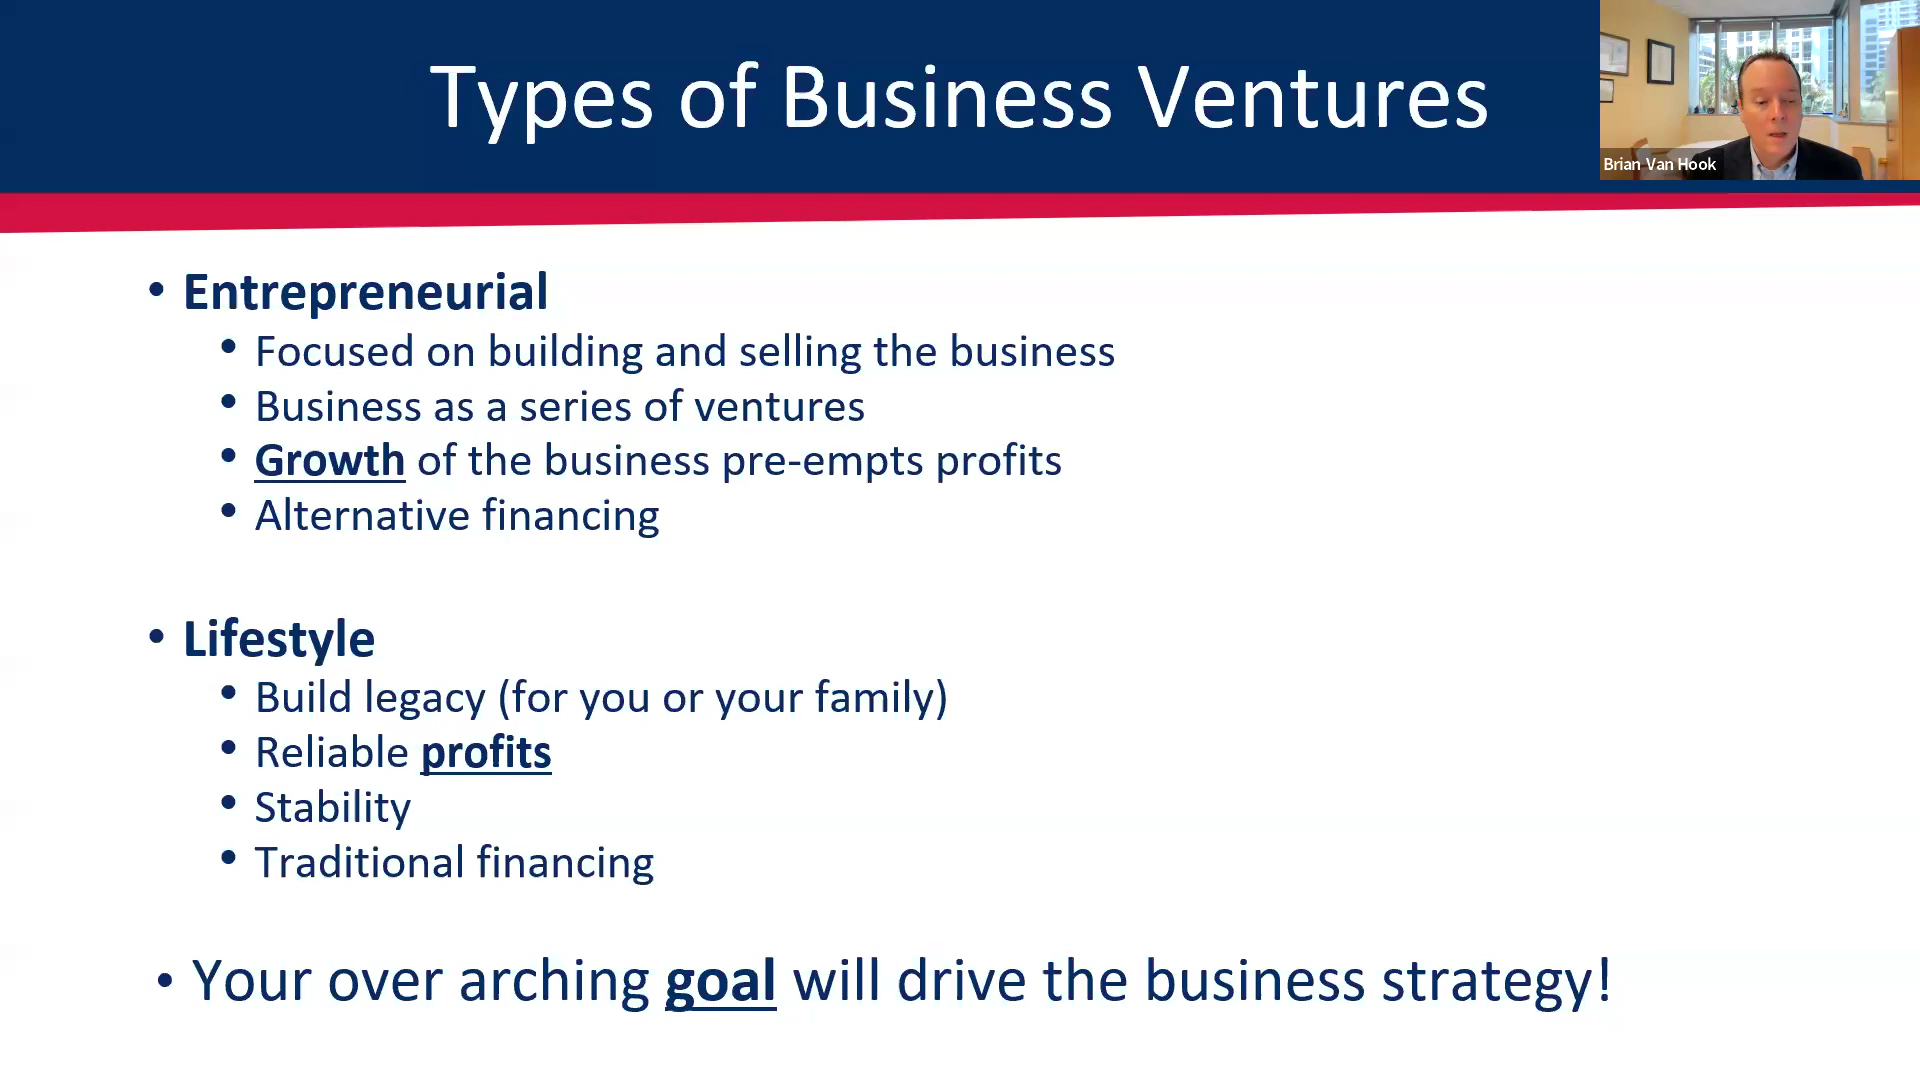 Types of Business Ventures
Brian Van Hook
• Entrepreneurial
• Focused on building and selling the business
• Business as a series of ventures
• Growth of the business pre-empts profits
• Alternative financing
• Lifestyle
• Build legacy (for you or your family)
• Reliable profits
• Stability
• Traditional financing
• Your over arching goal will drive the business strategy!